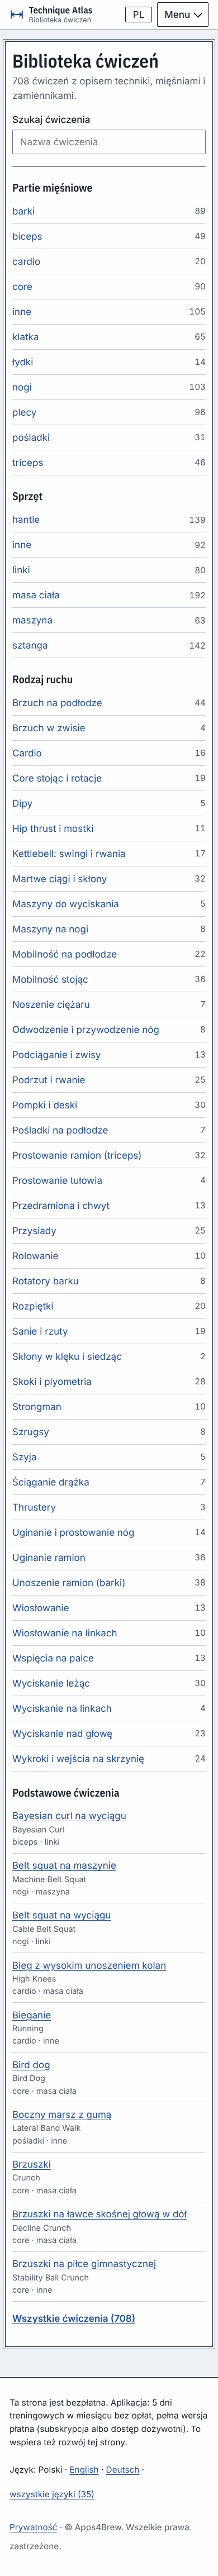 Technique Atlas
Biblioteka ćwiczeń
PL
Menu
Biblioteka ćwiczeń
708 ćwiczeń z opisem techniki, mięśniami i
zamiennikami.
Szukaj ćwiczenia
Nazwa ćwiczenia
Partie mięśniowe
barki 89
biceps 49
cardio 20
core 90
inne 105
klatka 65
łydki 14
nogi 103
plecy 96
pośladki 31
triceps 46
Sprzęt
hantle 139
inne 92
linki 80
masa ciała 192
maszyna 63
sztanga 142
Rodzaj ruchu
Brzuch na podłodze 44
Brzuch w zwisie 4
Cardio 16
Core stojąc i rotacje 19
Dipy 5
Hip thrust i mostki 11
Kettlebell: swingi i rwania 17
Martwe ciągi i skłony 32
Maszyny do wyciskania 5
Maszyny na nogi 8
Mobilność na podłodze 22
Mobilność stojąc 36
Noszenie ciężaru 7
Odwodzenie i przywodzenie nóg 8
Podciąganie i zwisy 13
Podrzut i rwanie 25
Pompki i deski 30
Pośladki na podłodze 7
Prostowanie ramion (triceps) 32
Prostowanie tułowia 4
Przedramiona i chwyt 13
Przysiady 25
Rolowanie 10
Rotatory barku 8
Rozpiętki 20
Sanie i rzuty 19
Skłony w klęku i siedząc 2
Skoki i plyometria 28
Strongman 10
Szrugsy 8
Szyja 5
Ściąganie drążka 7
Thrustery 3
Uginanie i prostowanie nóg 14
Uginanie ramion 36
Unoszenie ramion (barki) 38
Wiosłowanie 13
Wiosłowanie na linkach 10
Wspięcia na palce 13
Wyciskanie leżąc 30
Wyciskanie na linkach 4
Wyciskanie nad głowę 23
Wykroki i wejścia na skrzynię 24
Podstawowe ćwiczenia
Bayesian curl na wyciągu
Bayesian Curl
biceps · linki
Belt squat na maszynie
Machine Belt Squat
nogi · maszyna
Belt squat na wyciągu
Cable Belt Squat
nogi · linki
Bieg z wysokim unoszeniem kolan
High Knees
cardio · masa ciała
Bieganie
Running
cardio · inne
Bird dog
Bird Dog
core · masa ciała
Boczny marsz z gumą
Lateral Band Walk
pośladki · inne
Brzuszki
Crunch
core · masa ciała
Brzuszki na ławce skośnej głową w dół
Decline Crunch
core · masa ciała
Brzuszki na piłce gimnastycznej
Stability Ball Crunch
core · inne
Wszystkie ćwiczenia (708)
Ta strona jest bezpłatna. Aplikacja: 5 dni
treningowych w miesiącu bez opłat, pełna wersja
płatna (subskrypcja albo dostęp dożywotni). To
wspiera też rozwój tej strony.
Język: Polski · English · Deutsch ·
wszystkie języki (35)
Prywatność · © Apps4Brew. Wszelkie prawa
zastrzeżone.